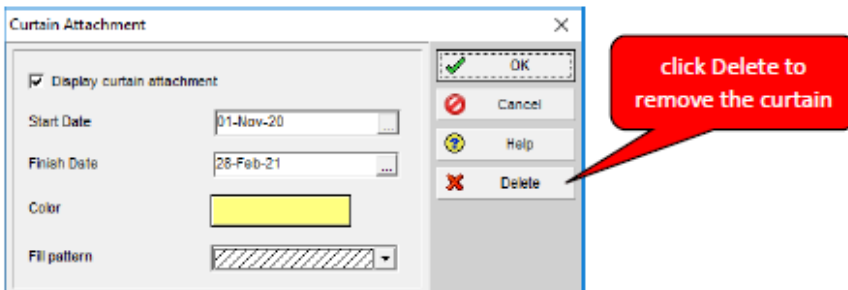 Curtain Attachment
Display curtain attachment
Start Date
01-Nov-20
...
Finish Date
28-Feb-21
...
Color
Fill pattern
OK
Cancel
Help
Delete
click Delete to
remove the curtain